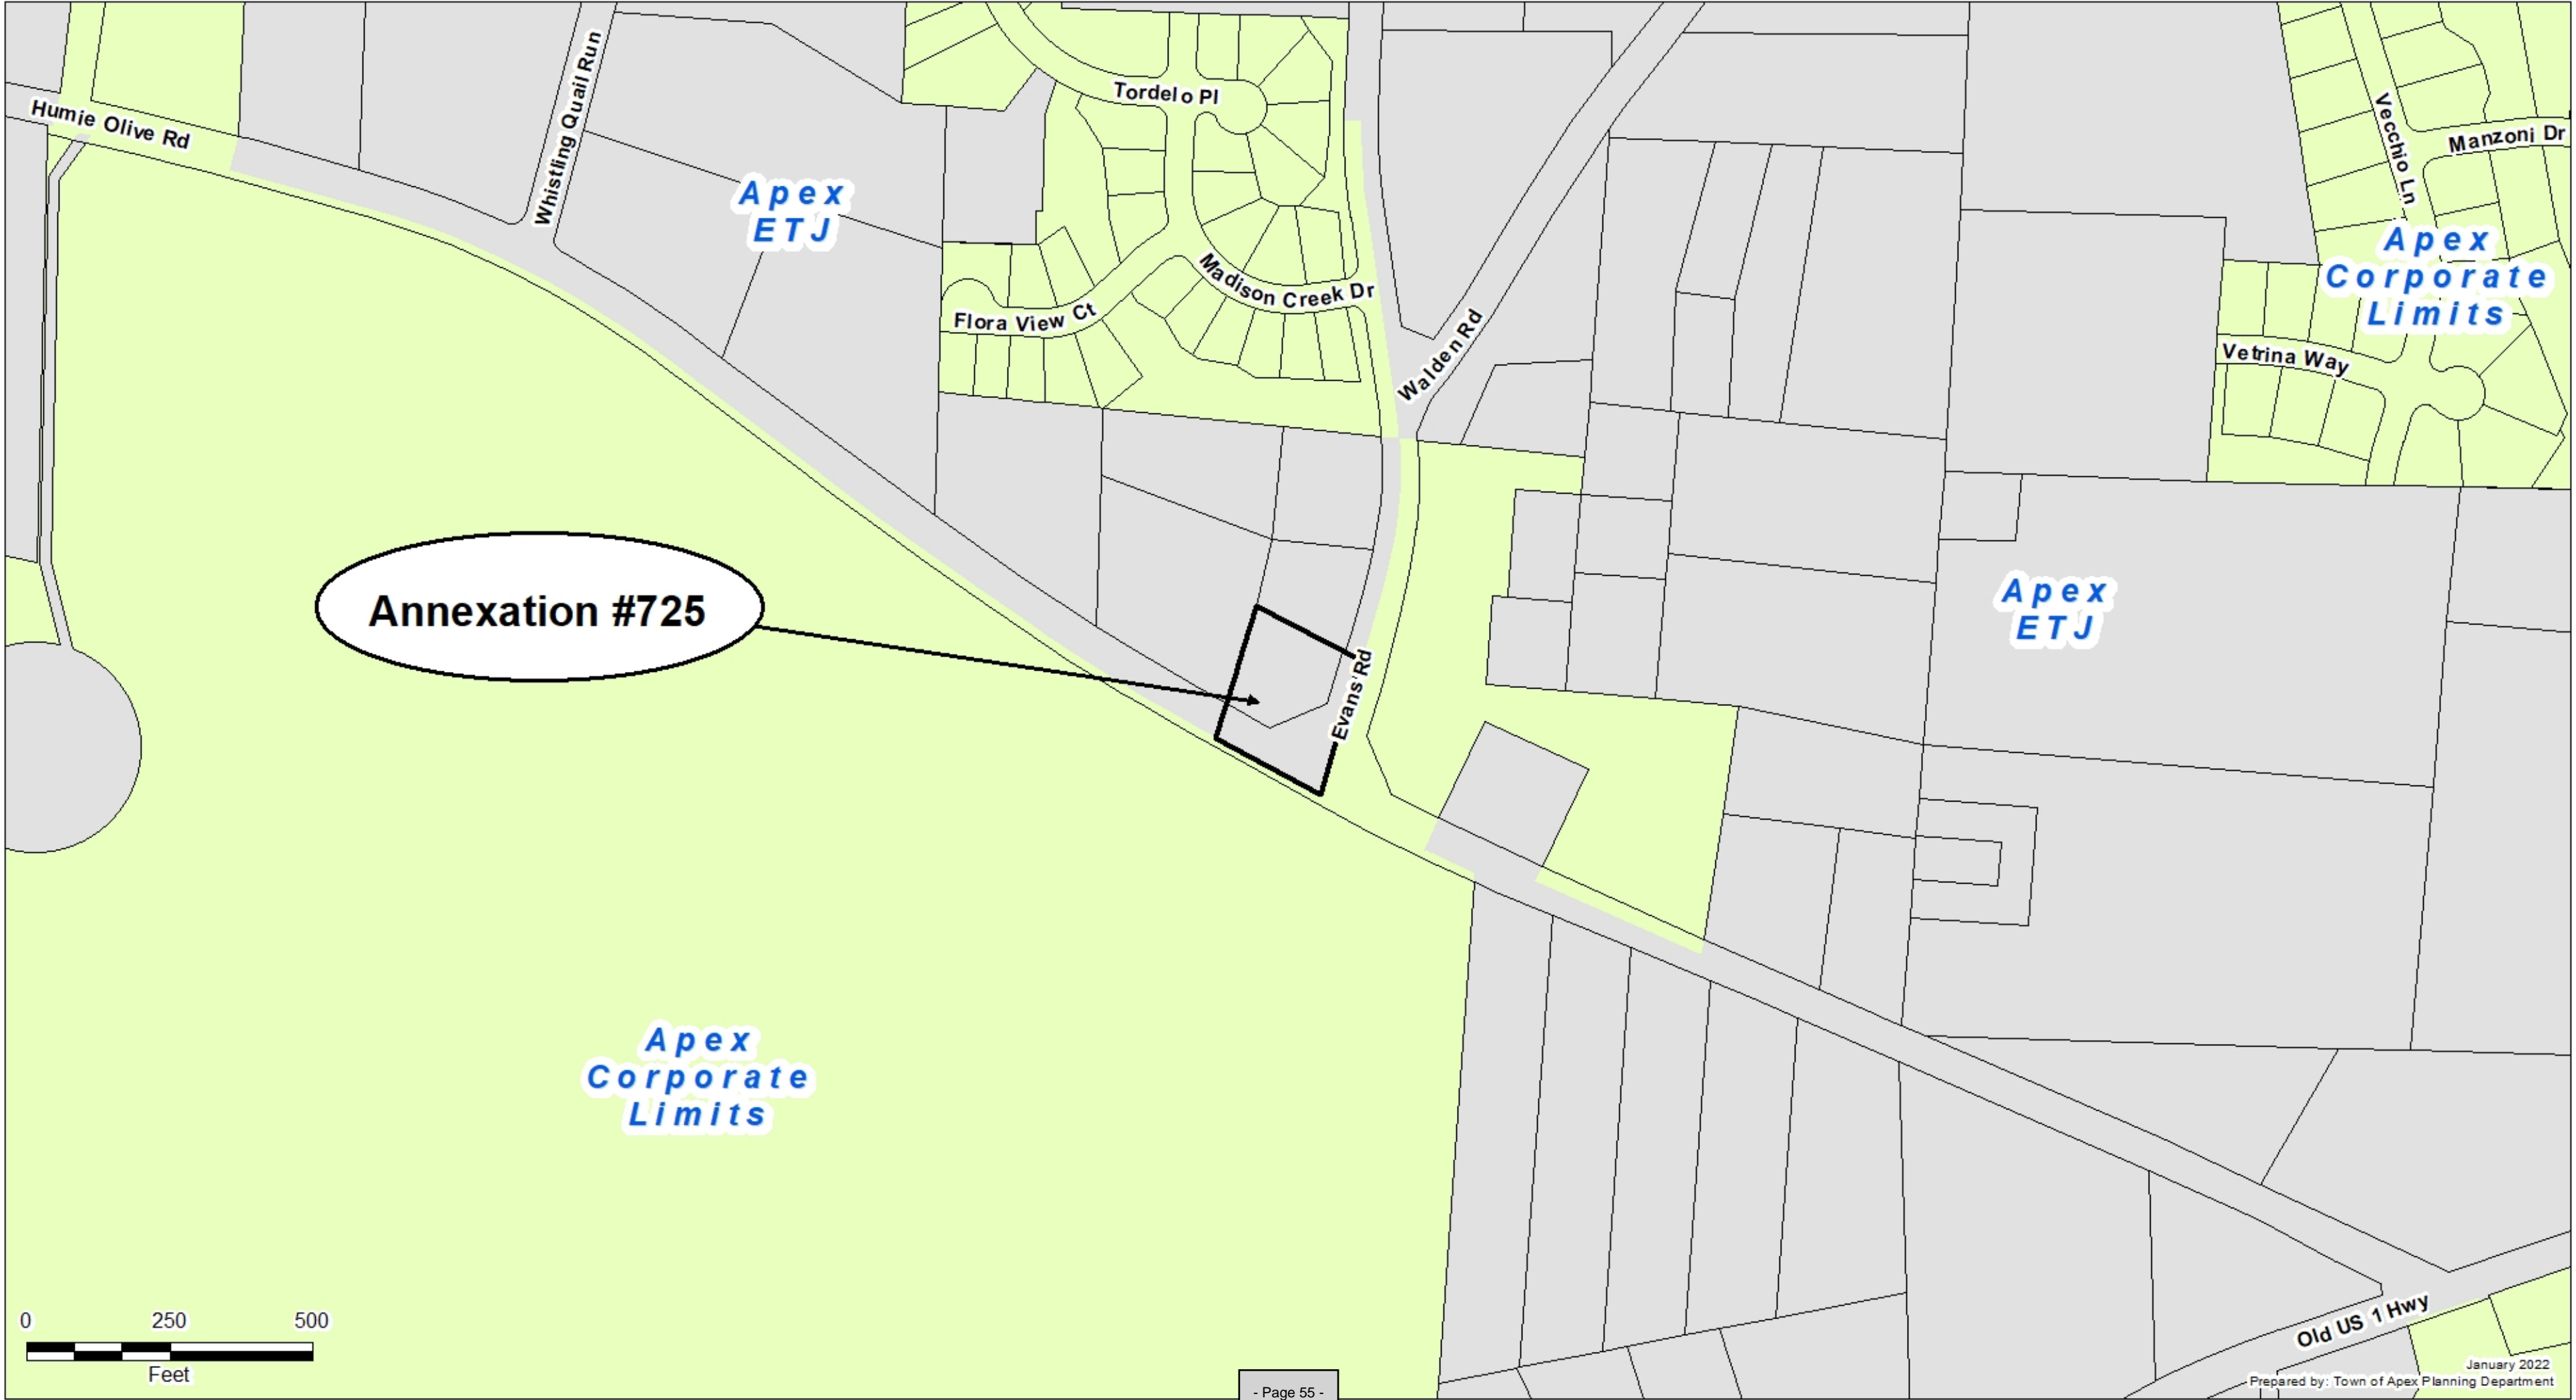 Humie Olive Rd
Whistling Quail Run
Tordelo Pl
Vecchio Ln
Manzoni Dr
Apex
ETJ
Apex
Corporate
Limits
Madison Creek Dr
Flora View Ct
Walden Rd
Vetrina Way
Annexation #725
Apex
ETJ
Evans Rd
Apex
Corporate
Limits
Old US 1 Hwy
0 250 500
Feet
January 2022
Prepared by: Town of Apex Planning Department
- Page 55 -